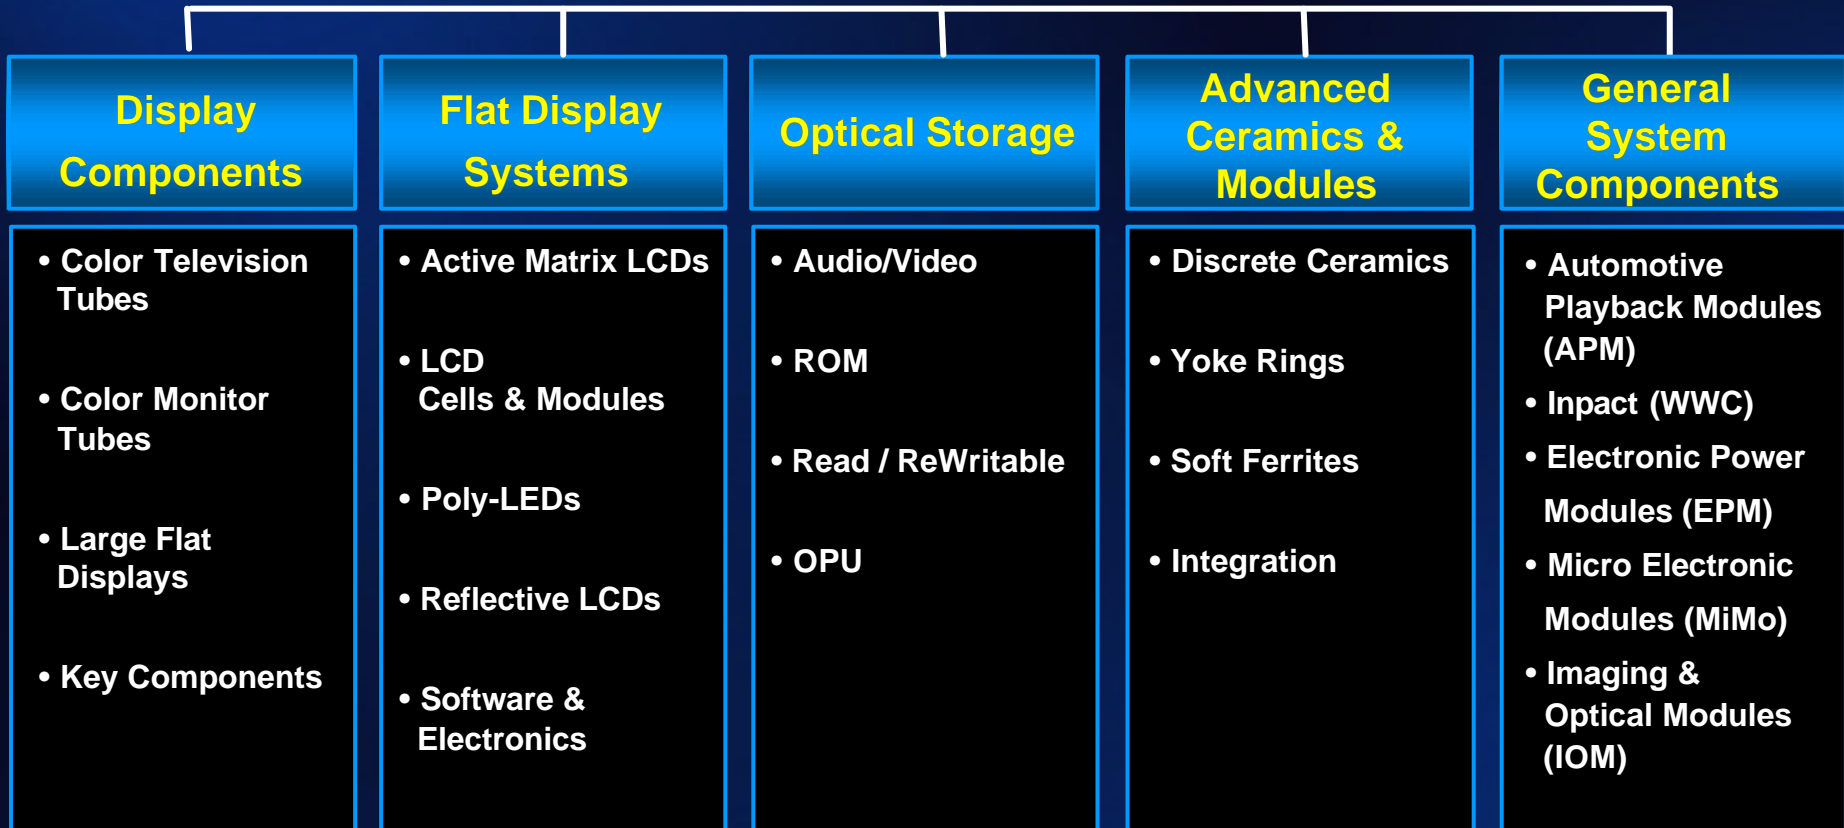 Display
Components
• Color Television
Tubes
• Color Monitor
Tubes
• Large Flat
Displays
• Key Components
Flat Display
Systems
• Active Matrix LCDs
• LCD
Cells & Modules
• Poly-LEDs
• Reflective LCDs
• Software &
Electronics
Optical Storage
• Audio/Video
• ROM
• Read / ReWritable
• OPU
Advanced
Ceramics &
Modules
• Discrete Ceramics
• Yoke Rings
• Soft Ferrites
• Integration
General
System
Components
• Automotive
Playback Modules
(APM)
• Inpact (WWC)
• Electronic Power
Modules (EPM)
• Micro Electronic
Modules (MiMo)
• Imaging &
Optical Modules
(IOM)